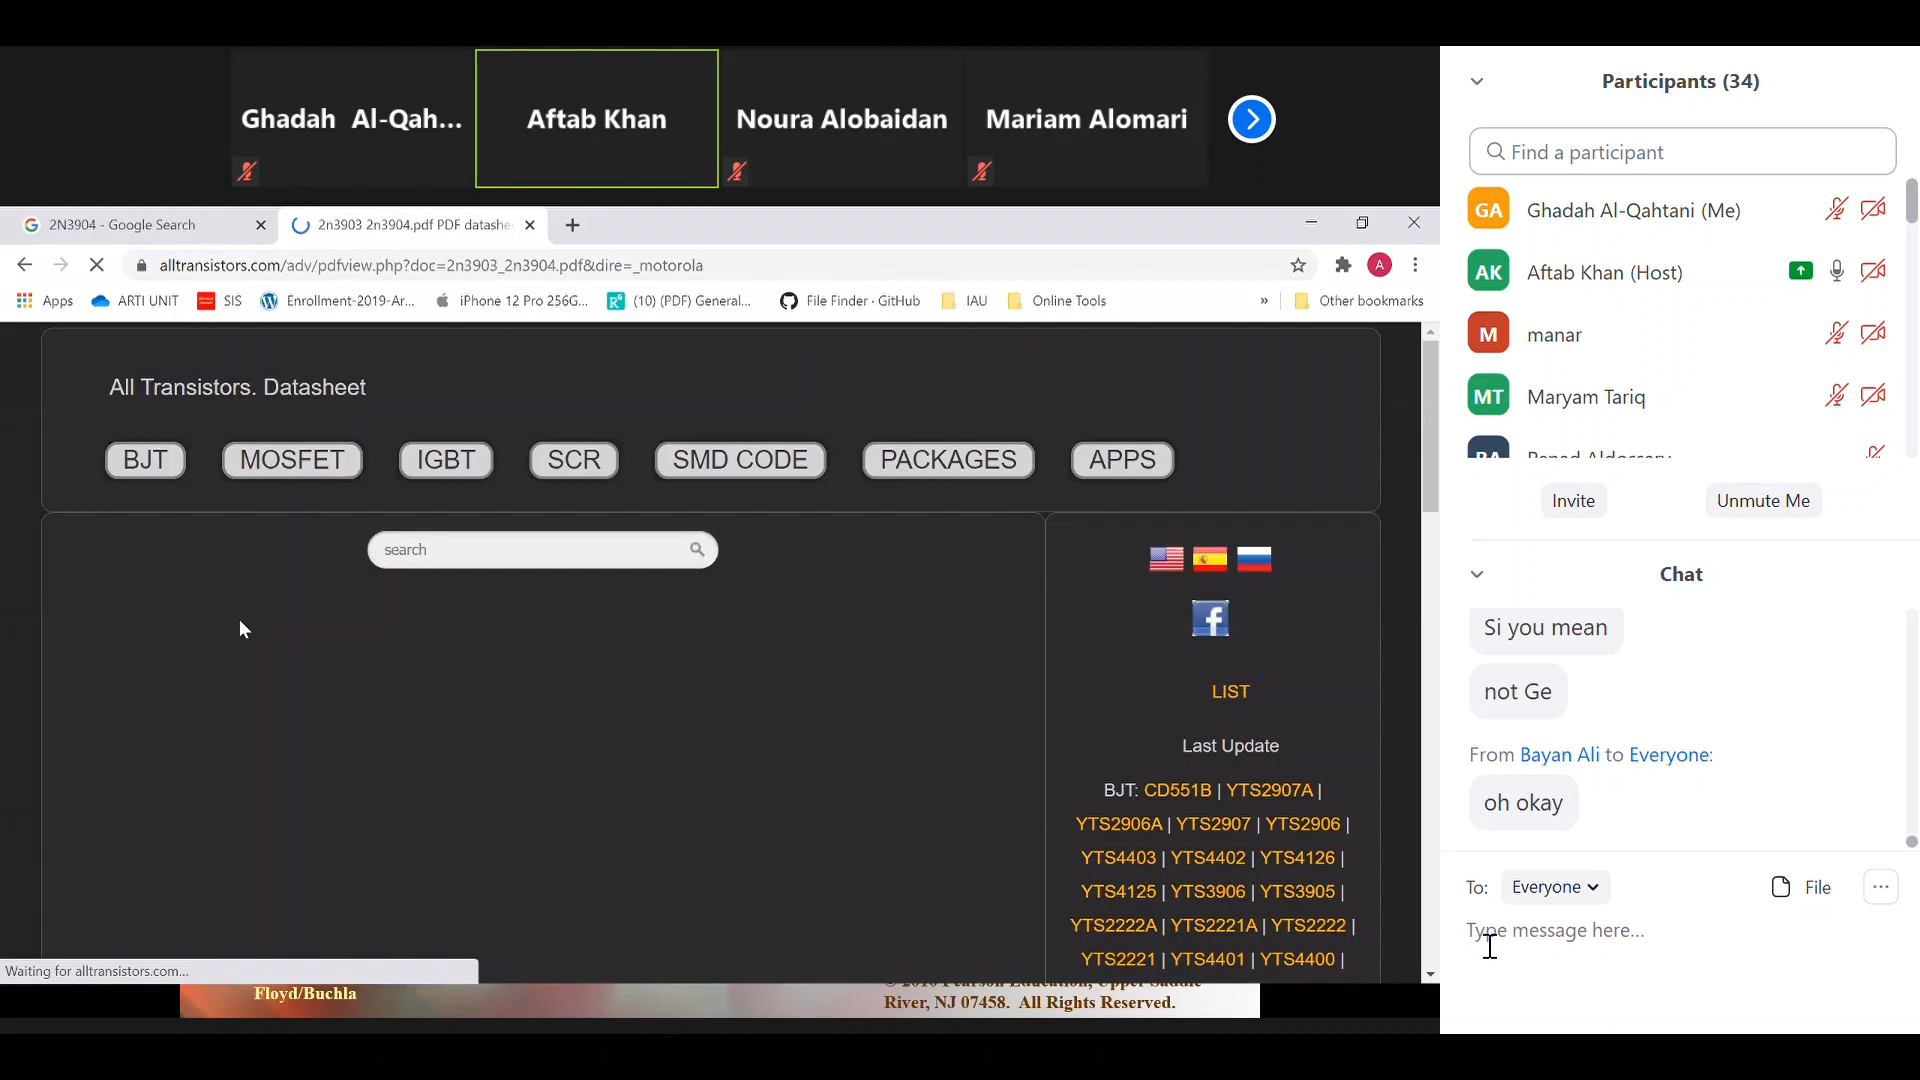 Ghadah Al-Qah...
Aftab Khan
Noura Alobaidan
Mariam Alomari
2N3904 - Google Search
2n3903 2n3904.pdf PDF datashe
alltransistors.com/adv/pdfview.php?doc=2n3903_2n3904.pdf&dire=_motorola
A
Apps
ARTI UNIT
SIS
Enrollment-2019-Ar...
iPhone 12 Pro 256G...
(10) (PDF) General...
File Finder · GitHub
IAU
Online Tools
»
Other bookmarks
All Transistors. Datasheet
BJT
MOSFET
IGBT
SCR
SMD CODE
PACKAGES
APPS
search
LIST
Last Update
BJT: CD551B | YTS2907A |
YTS2906A | YTS2907 | YTS2906 |
YTS4403 | YTS4402 | YTS4126 |
YTS4125 | YTS3906 | YTS3905 |
YTS2222A | YTS2221A | YTS2222 |
YTS2221 | YTS4401 | YTS4400 |
Waiting for alltransistors.com...
Floyd/Buchla
© 2010 Pearson Education, Upper Saddle
River, NJ 07458. All Rights Reserved.
Participants (34)
Find a participant
GA
Ghadah Al-Qahtani (Me)
AK
Aftab Khan (Host)
M
manar
MT
Maryam Tariq
Invite
Unmute Me
Chat
Si you mean
not Ge
From Bayan Ali to Everyone:
oh okay
To:
Everyone
File
Type message here...